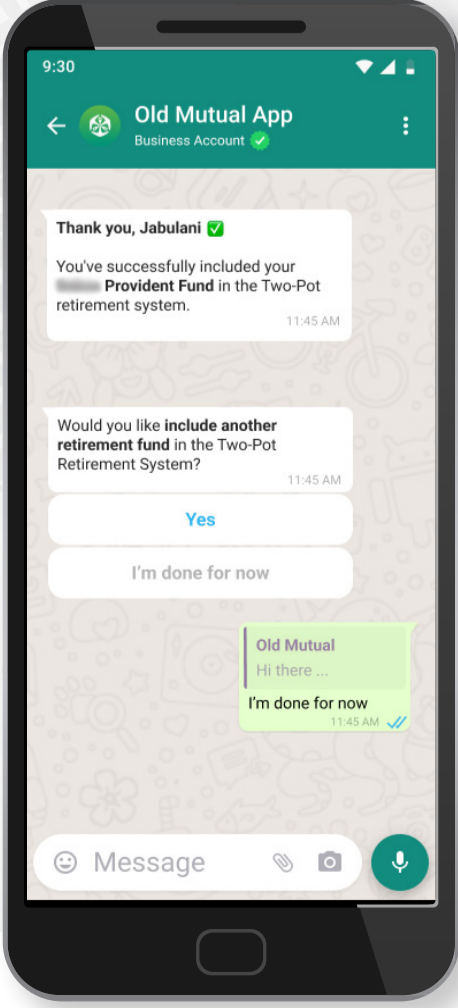 9:30
Old Mutual App
Business Account
Thank you, Jabulani ✅
You've successfully included your
Provident Fund in the Two-Pot
retirement system.
11:45 AM
Would you like include another
retirement fund in the Two-Pot
Retirement System?
11:45 AM
Yes
I'm done for now
Old Mutual
Hi there ...
I'm done for now
11:45 AM
Message